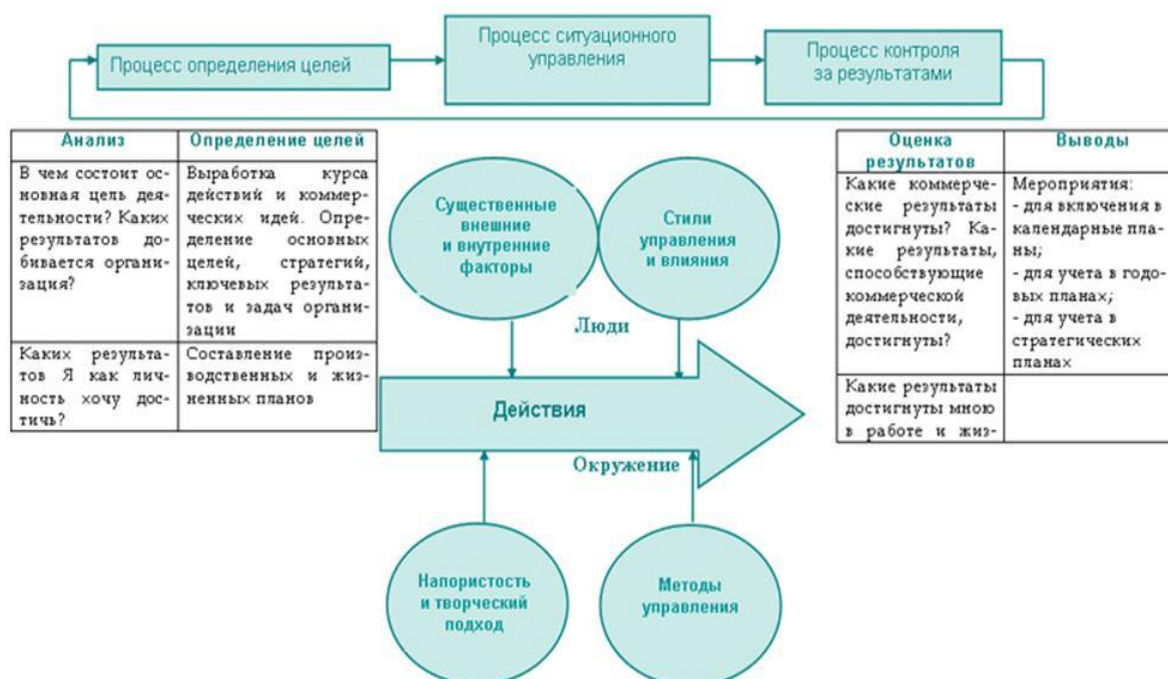 Процесс определения целей
Процесс ситуационного
управления
Процесс контроля
за результатами
Анализ
В чем состоит ос-
новная цель дея-
тельности? Каких
результатов до-
бивается органи-
зация?
Каких резуль-
татов Я как лич-
ность хочу дос-
тичь?
Определение целей
Выработка курса
действий и коммер-
ческих идей. Опре-
деление основных
целей, стратегий,
ключевых результа-
тов и задач органи-
зации
Составление произ-
водственных и жиз-
ненных планов
Существенные
внешние
и внутренние
факторы
Стили
управления
и влияния
Люди
Действия
Окружение
Напористость
и творческий
подход
Методы
управления
Оценка
результатов
Какие коммерче-
ские результаты
достигнуты? Ка-
кие результаты,
способствующие
коммерческой
деятельности,
достигнуты?
Какие результаты
достигнуты мною
в работе и жиз-
Выводы
Мероприятия:
- для включения в
календарные пла-
ны;
- для учета в годо-
вых планах;
- для учета в
стратегических
планах